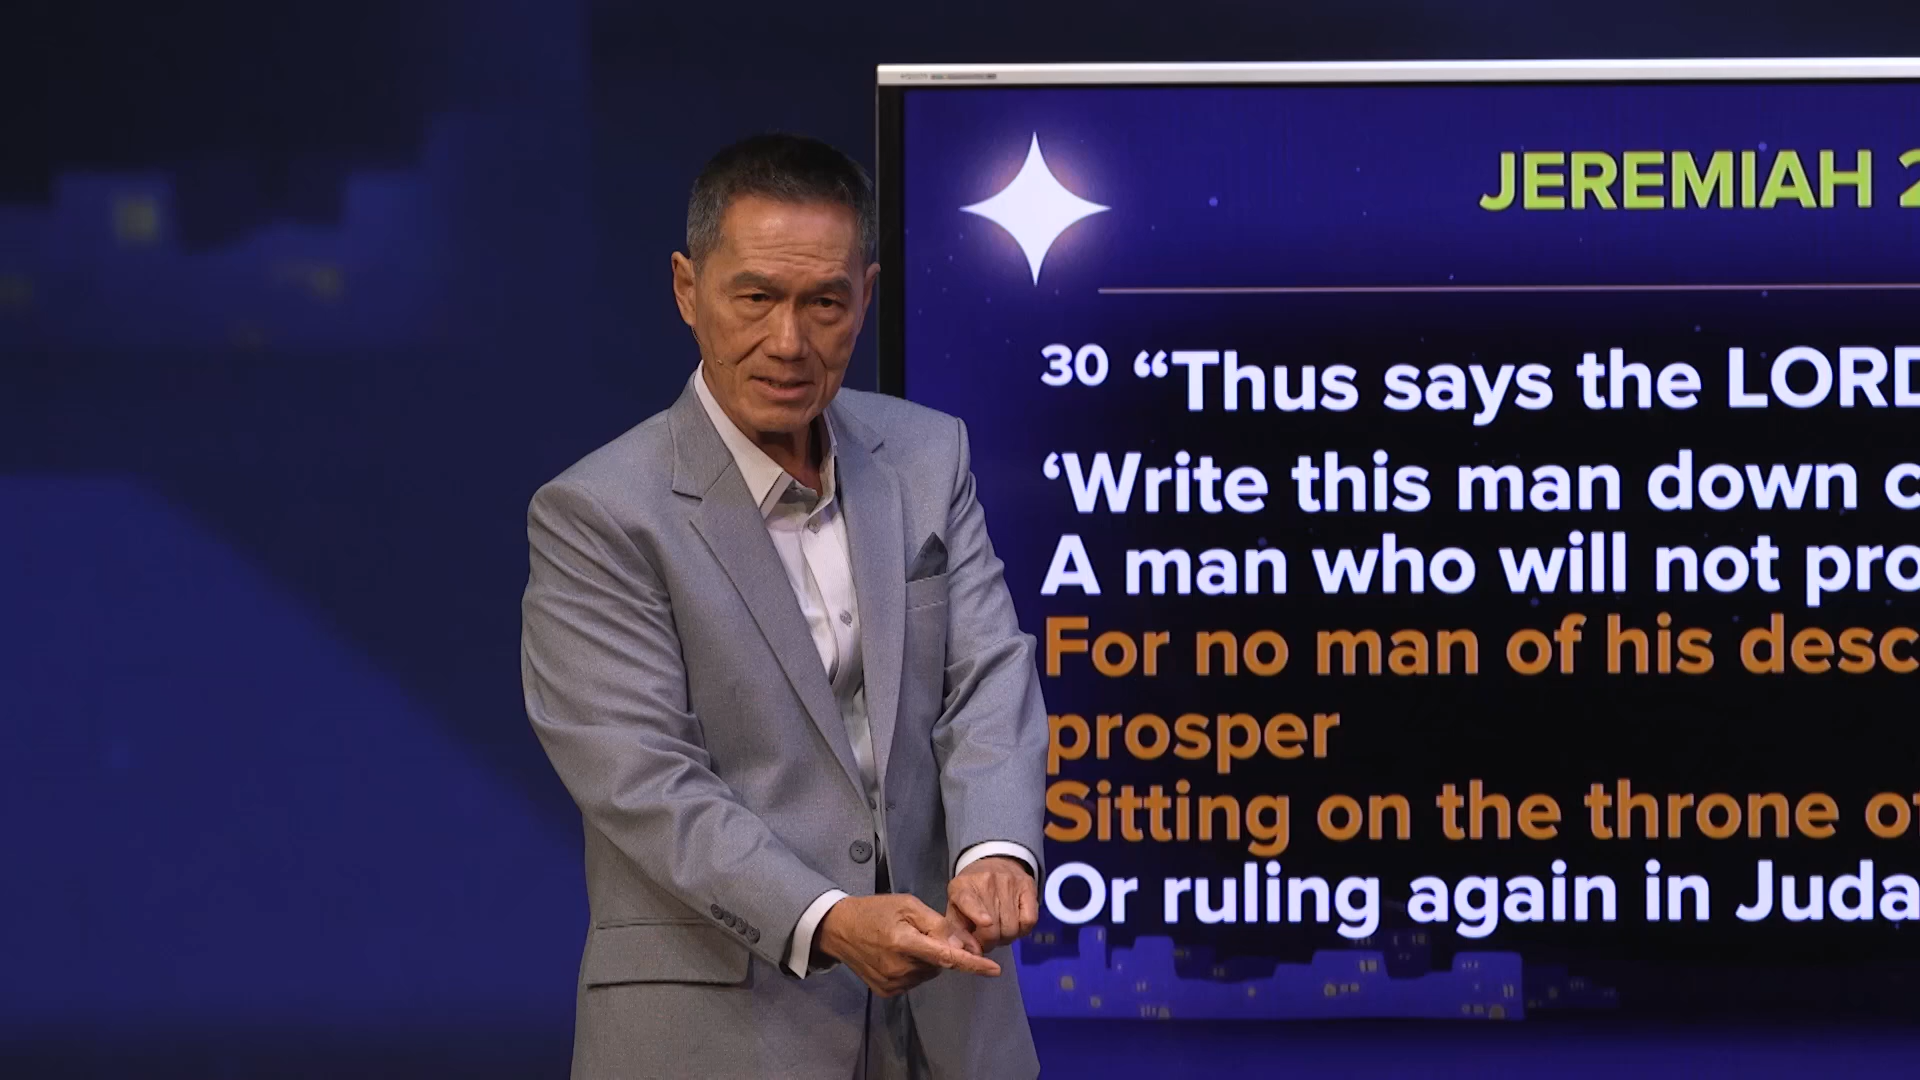 JEREMIAH 2
30 “Thus says the LORD
‘Write this man down c
A man who will not pro
For no man of his desc
prosper
Sitting on the throne of
Or ruling again in Juda